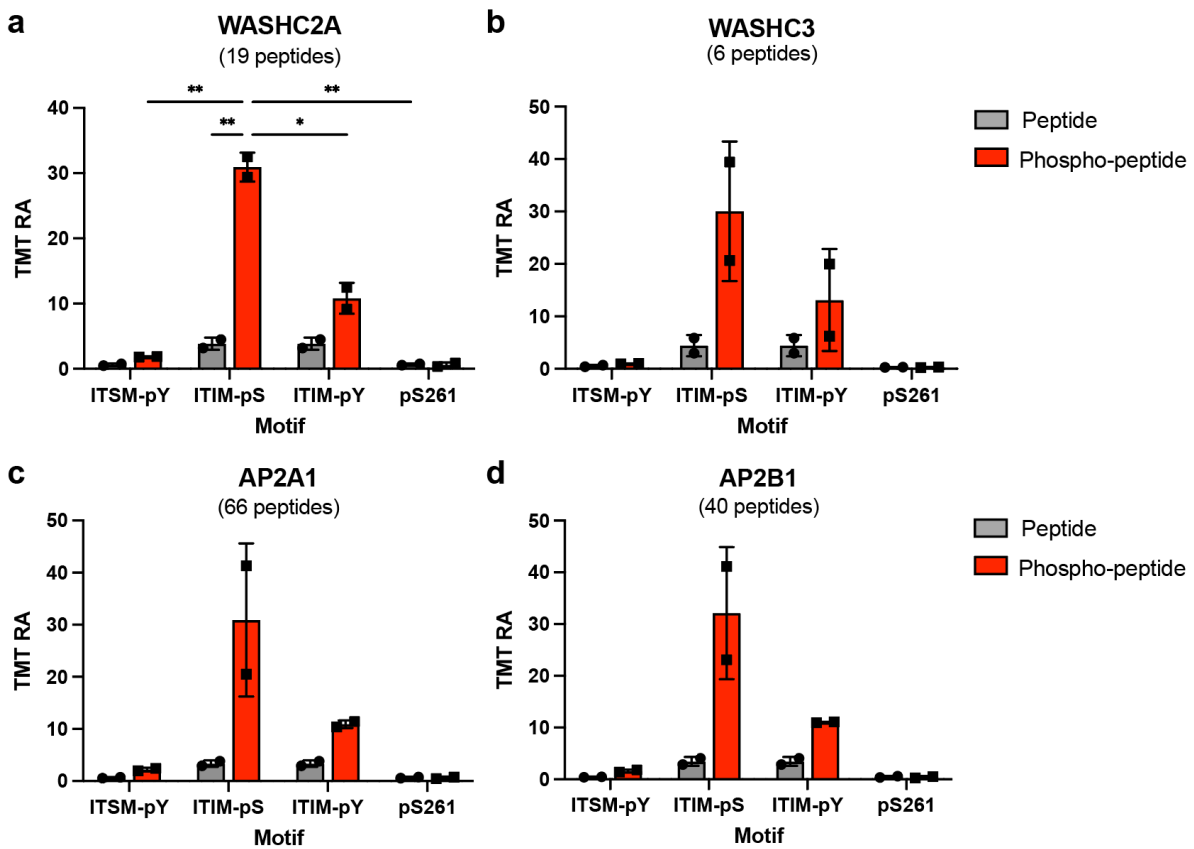 a
WASHC2A
(19 peptides)
** **
** *
40
30
20
10
0
TMT RA
ITSM-pY ITIM-pS ITIM-pY pS261
Motif
b
WASHC3
(6 peptides)
50
40
30
20
10
0
TMT RA
ITSM-pY ITIM-pS ITIM-pY pS261
Motif
Peptide
Phospho-peptide
c
AP2A1
(66 peptides)
50
40
30
20
10
0
TMT RA
ITSM-pY ITIM-pS ITIM-pY pS261
Motif
d
AP2B1
(40 peptides)
50
40
30
20
10
0
TMT RA
ITSM-pY ITIM-pS ITIM-pY pS261
Motif
Peptide
Phospho-peptide